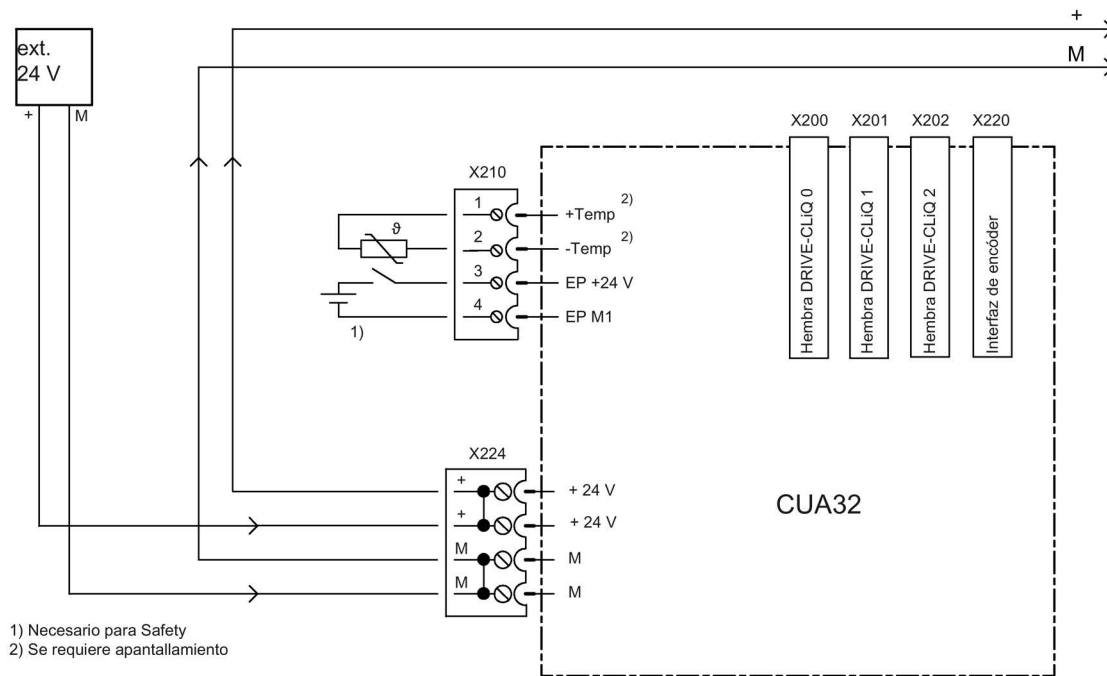 +
M
ext.
24 V
+ M
X200 X201 X202 X220
Hembra DRIVE-CLiQ 0
Hembra DRIVE-CLiQ 1
Hembra DRIVE-CLiQ 2
Interfaz de encóder
X210
1 +Temp 2)
ϑ
2 -Temp 2)
3 EP +24 V
4 EP M1
1)
X224
+ + 24 V
+ + 24 V
M M
M M
CUA32
1) Necesario para Safety
2) Se requiere apantallamiento